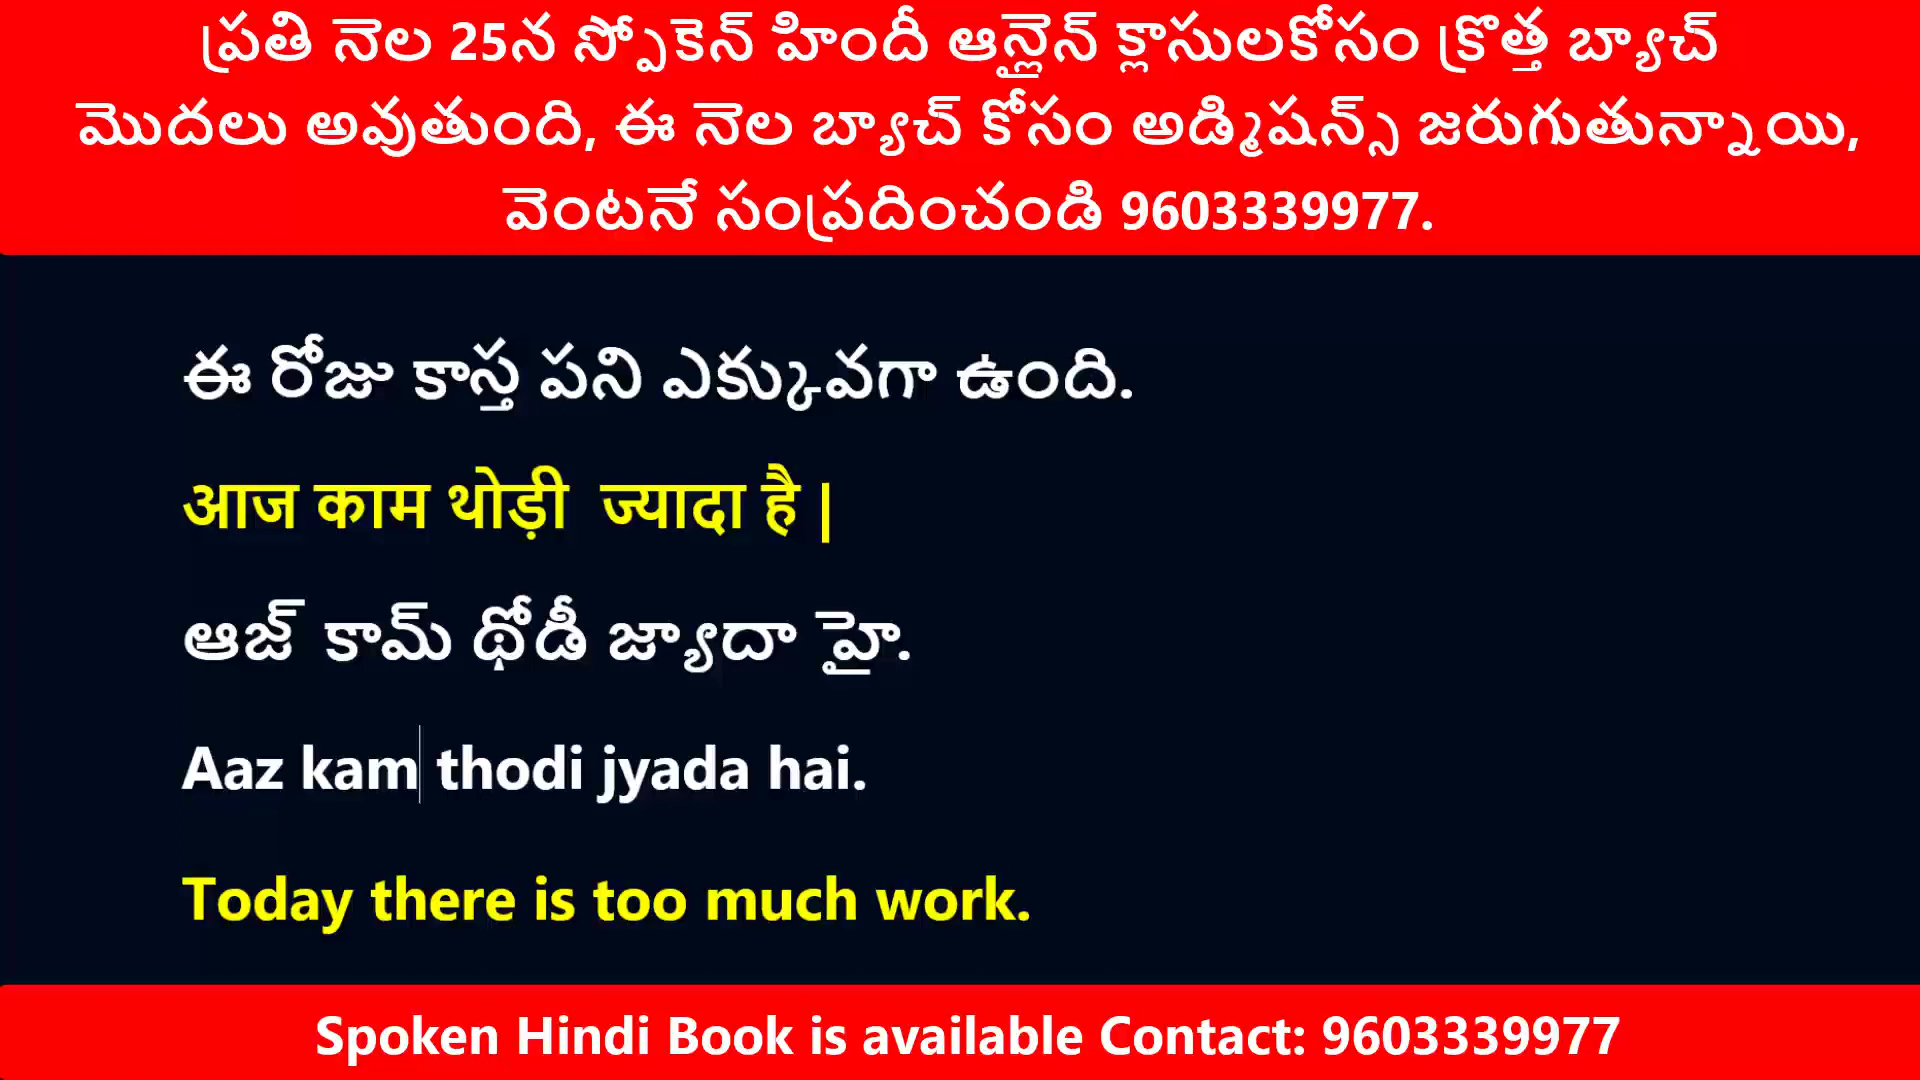 ప్రతి నెల 25న స్పోకెన్ హిందీ ఆన్లైన్ క్లాసులకోసం క్రొత్త బ్యాచ్
మొదలు అవుతుంది, ఈ నెల బ్యాచ్ కోసం అడ్మిషన్స్ జరుగుతున్నాయి,
వెంటనే సంప్రదించండి 9603339977.
ఈ రోజు కాస్త పని ఎక్కువగా ఉంది.
आज काम थोड़ी ज्यादा है |
ఆజ్ కామ్ థోడీ జ్యాదా హై.
Aaz kam thodi jyada hai.
Today there is too much work.
Spoken Hindi Book is available Contact: 9603339977